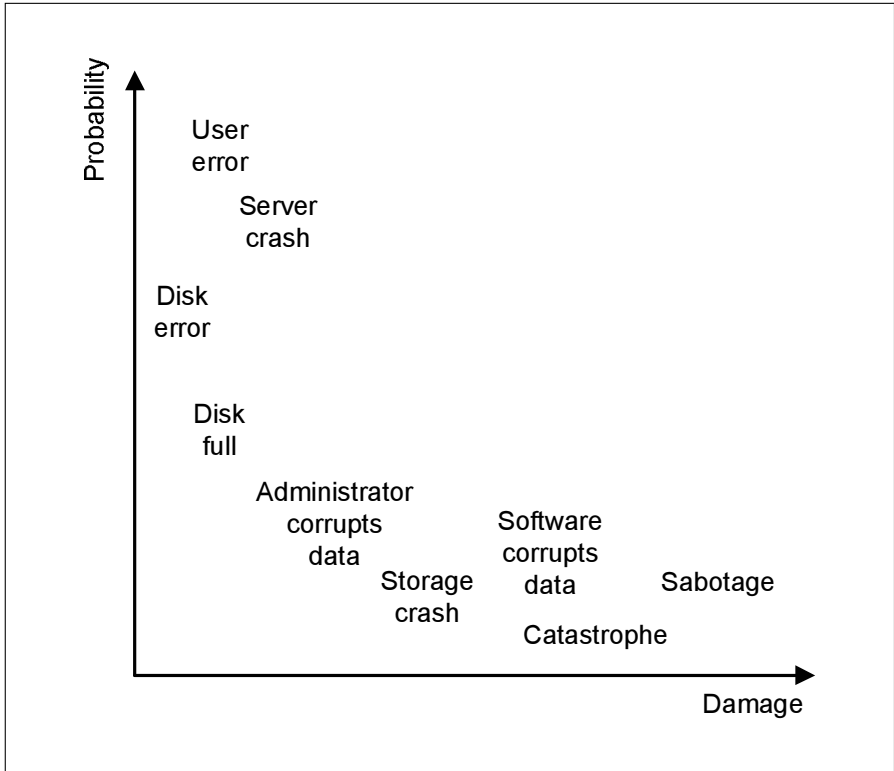 Probability
User
error
Server
crash
Disk
error
Disk
full
Administrator
corrupts
data
Software
corrupts
data
Storage
crash
Sabotage
Catastrophe
Damage